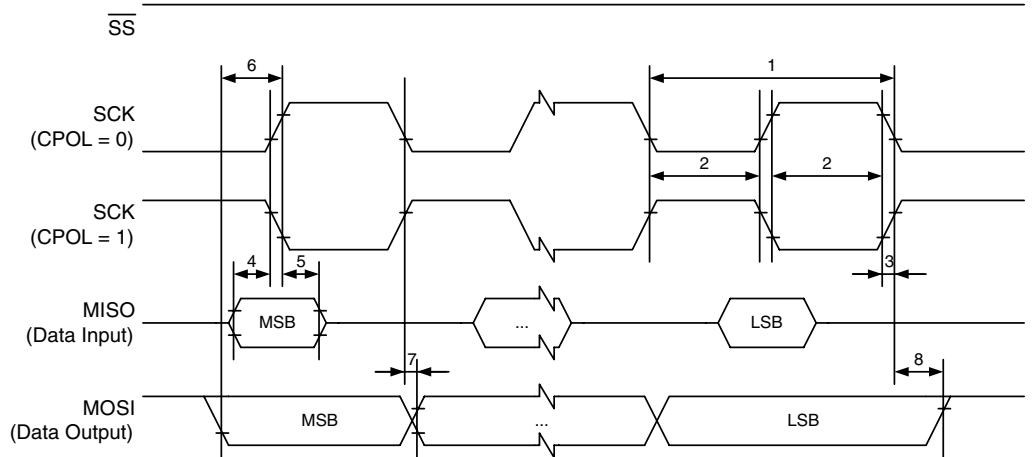 SS
6
1
SCK
(CPOL = 0)
2
2
SCK
(CPOL = 1)
4
5
3
MISO
(Data Input)
MSB
...
LSB
7
8
MOSI
(Data Output)
MSB
...
LSB